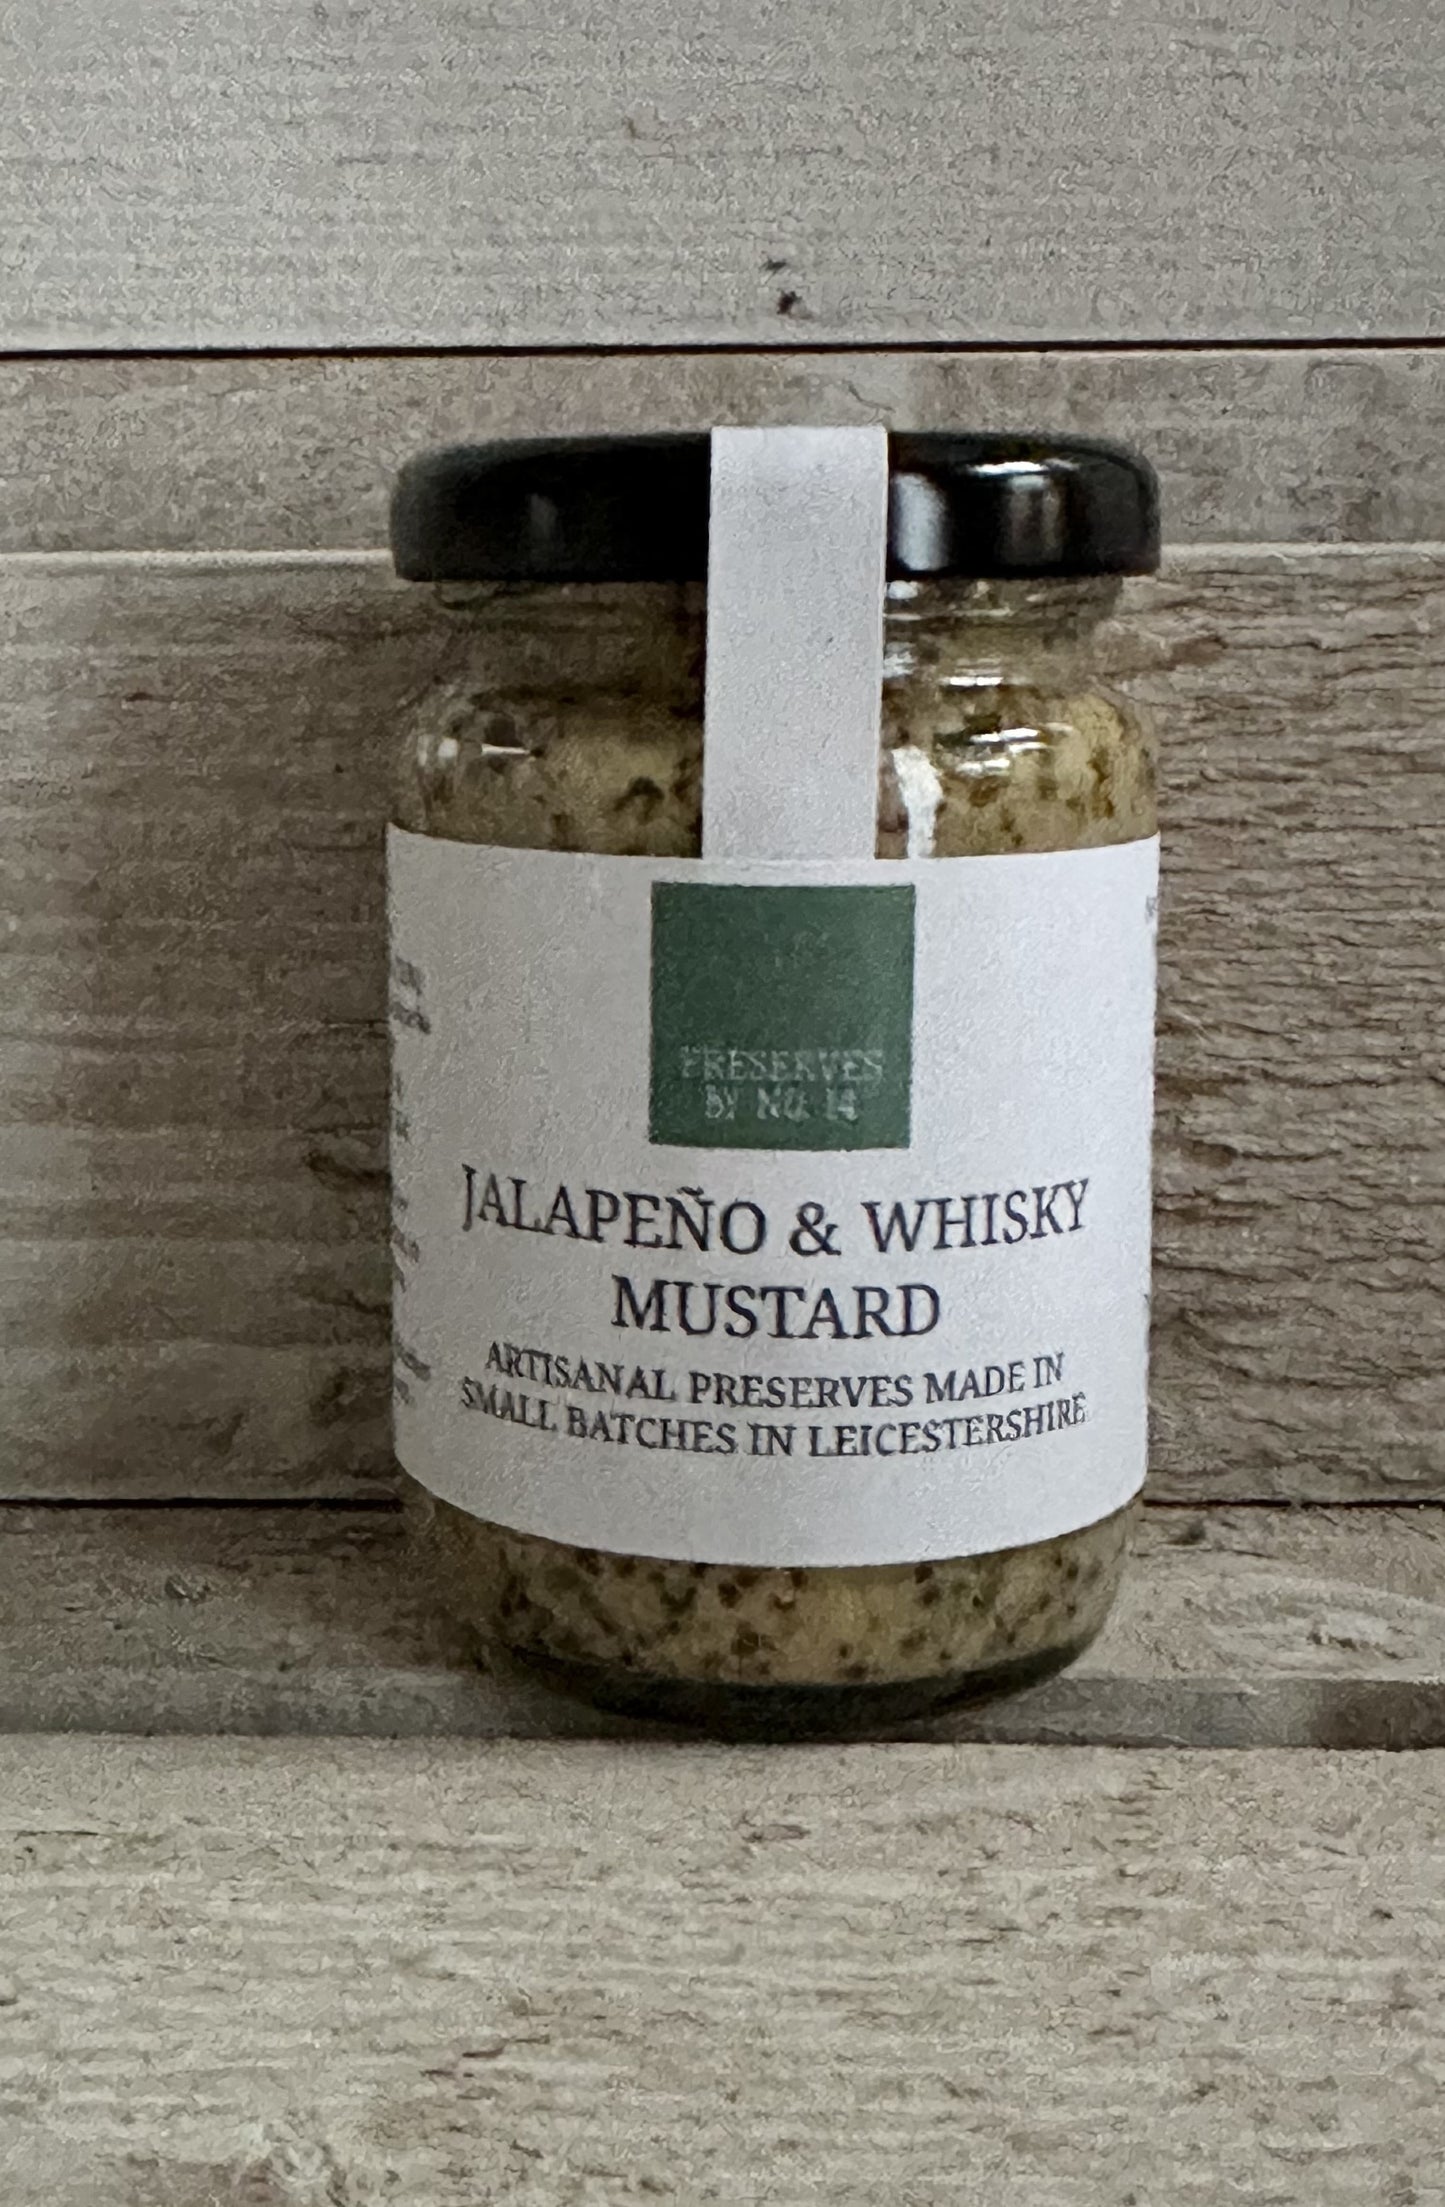 PRESERVES
BY NO. 14
JALAPEÑO & WHISKY
MUSTARD
ARTISANAL PRESERVES MADE IN
SMALL BATCHES IN LEICESTERSHIRE